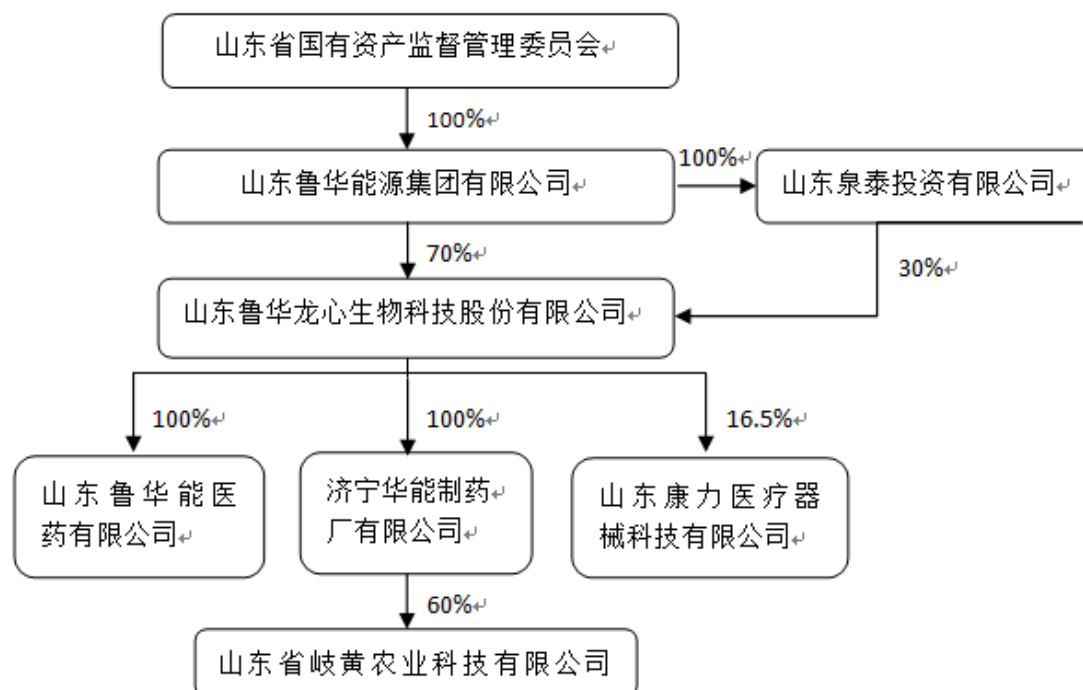 山东省国有资产监督管理委员会
100%
山东鲁华能源集团有限公司
100%
山东泉泰投资有限公司
70%
30%
山东鲁华龙心生物科技股份有限公司
100%
100%
16.5%
山东鲁华能医
药有限公司
济宁华能制药
厂有限公司
山东康力医疗器
械科技有限公司
60%
山东省岐黄农业科技有限公司